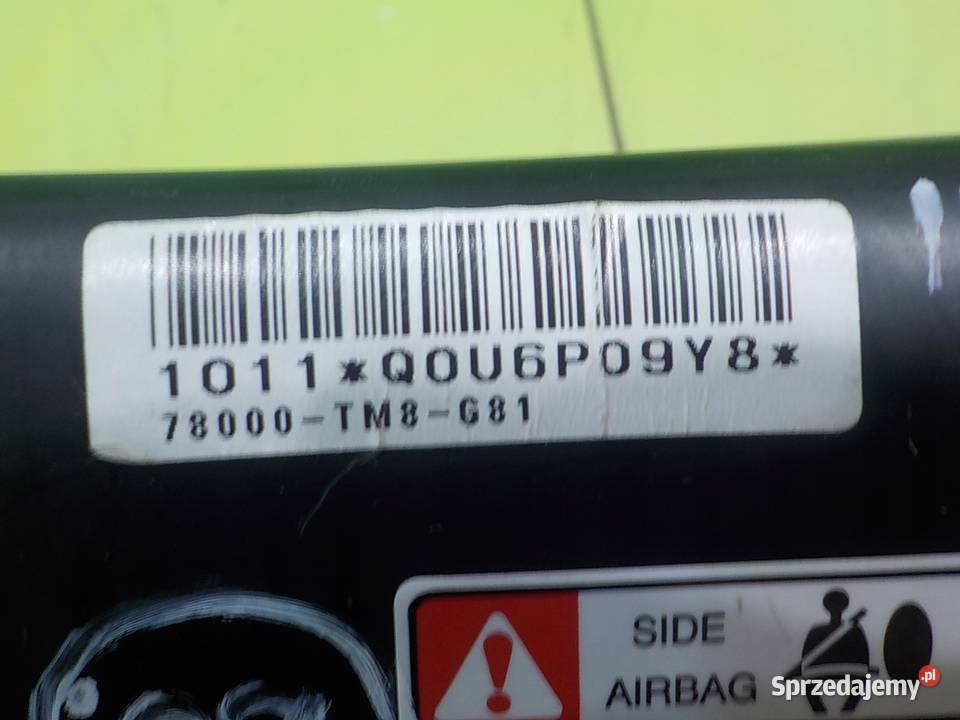 1011*Q0U6P09Y8*
78000-TM8-G81
SIDE
AIRBAG
Sprzedajemy.pl